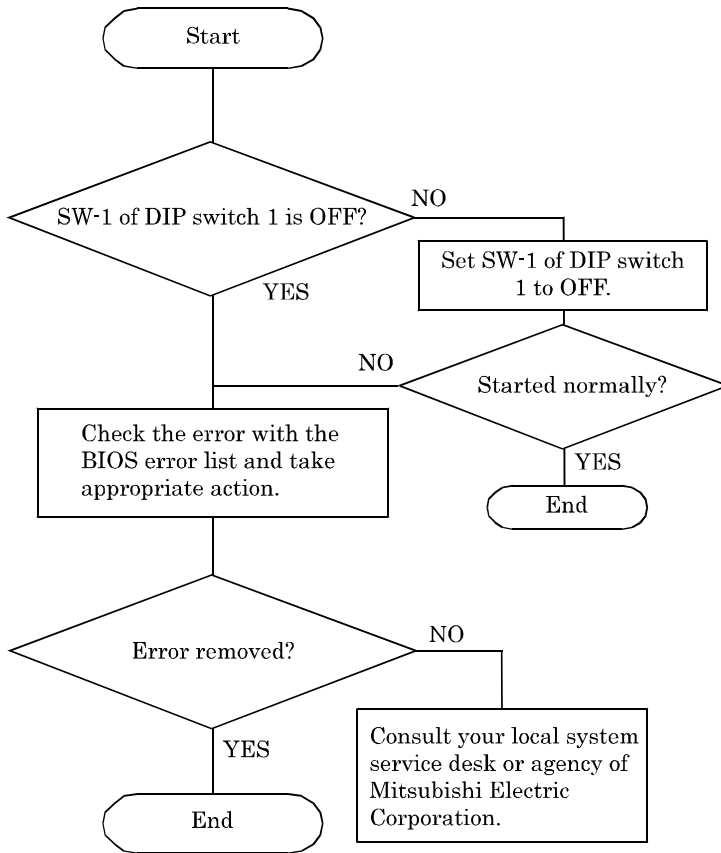 Start
SW-1 of DIP switch 1 is OFF?
NO
YES
Set SW-1 of DIP switch
1 to OFF.
NO
Started normally?
YES
End
Check the error with the
BIOS error list and take
appropriate action.
Error removed?
NO
YES
Consult your local system
service desk or agency of
Mitsubishi Electric
Corporation.
End